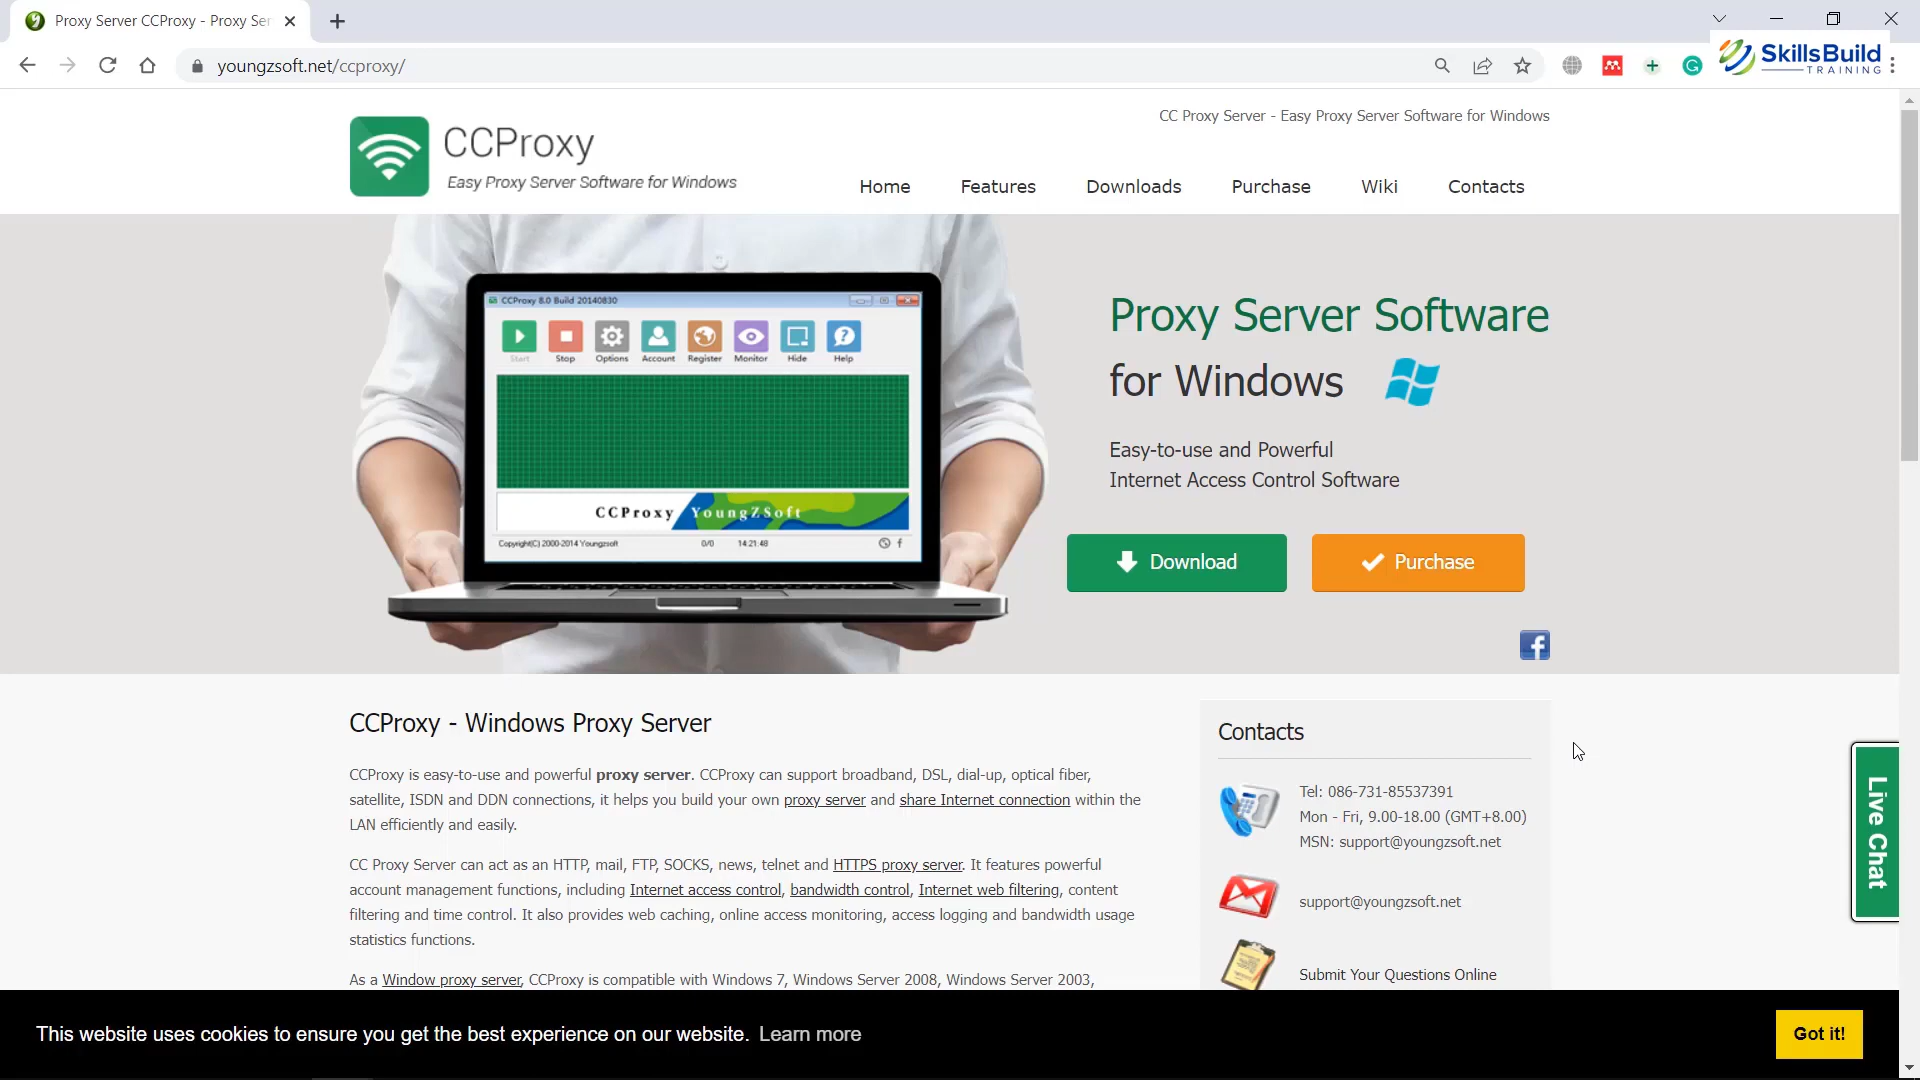 Proxy Server CCProxy - Proxy Ser
youngzsoft.net/ccproxy/
SkillsBuild
TRAINING
CC Proxy Server - Easy Proxy Server Software for Windows
CCProxy
Easy Proxy Server Software for Windows
Home
Features
Downloads
Purchase
Wiki
Contacts
CCProxy 8.0 Build 20140830
Start
Stop
Options
Account
Register
Monitor
Hide
Help
CCProxy YoungZSoft
Copyright(C) 2000-2014 Youngzsoft
0/0
14:21:48
Proxy Server Software
for Windows
Easy-to-use and Powerful
Internet Access Control Software
Download
Purchase
CCProxy - Windows Proxy Server
CCProxy is easy-to-use and powerful proxy server. CCProxy can support broadband, DSL, dial-up, optical fiber,
satellite, ISDN and DDN connections, it helps you build your own proxy server and share Internet connection within the
LAN efficiently and easily.
CC Proxy Server can act as an HTTP, mail, FTP, SOCKS, news, telnet and HTTPS proxy server. It features powerful
account management functions, including Internet access control, bandwidth control, Internet web filtering, content
filtering and time control. It also provides web caching, online access monitoring, access logging and bandwidth usage
statistics functions.
As a Window proxy server, CCProxy is compatible with Windows 7, Windows Server 2008, Windows Server 2003,
Contacts
Tel: 086-731-85537391
Mon - Fri, 9.00-18.00 (GMT+8.00)
MSN: support@youngzsoft.net
support@youngzsoft.net
Submit Your Questions Online
Live Chat
This website uses cookies to ensure you get the best experience on our website. Learn more
Got it!